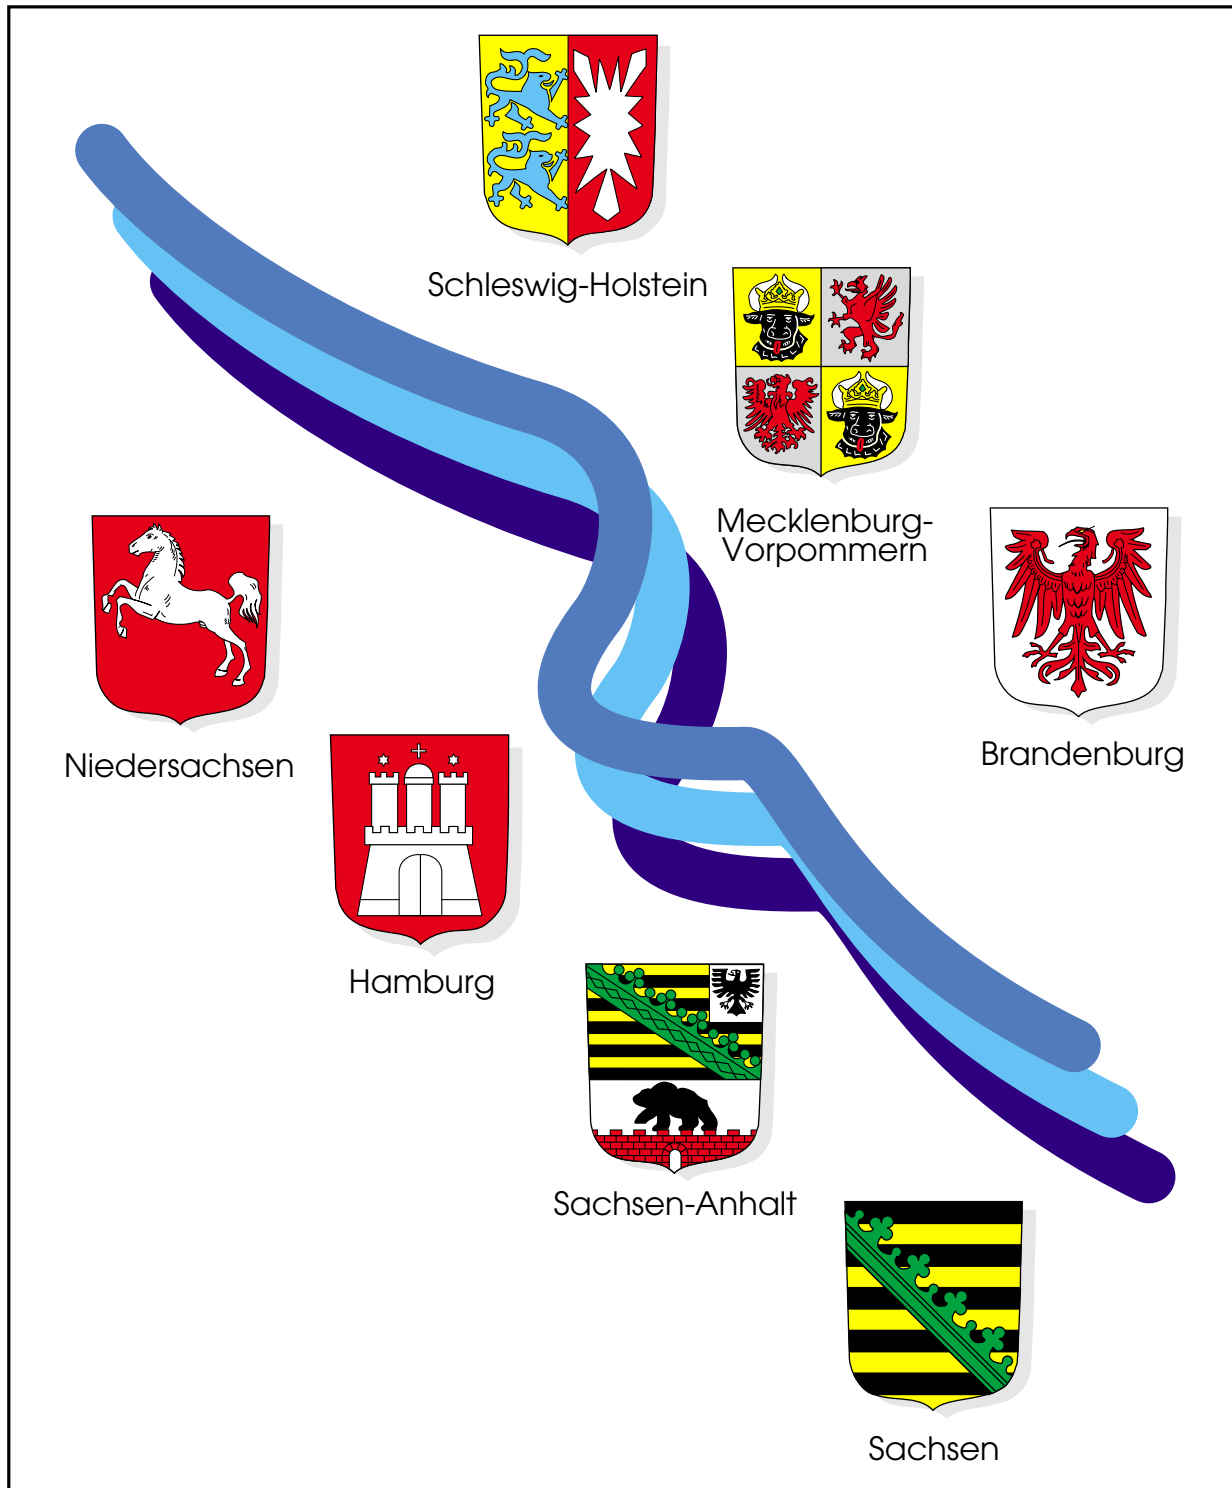 Schleswig-Holstein
Mecklenburg-
Vorpommern
Niedersachsen
Brandenburg
Hamburg
Sachsen-Anhalt
Sachsen